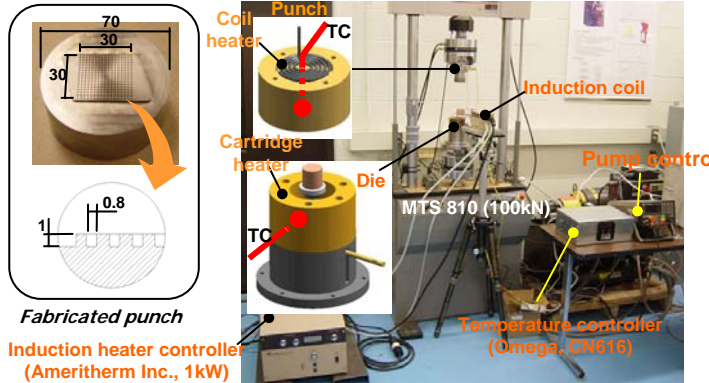 70
30
30
0.8
1
Fabricated punch
Induction heater controller
(Ameritherm Inc., 1kW)
Punch
Coil
heater
TC
Cartridge
heater
TC
Induction coil
Die
Pump contro
MTS 810 (100kN)
Temperature controller
(Omega, CN616)